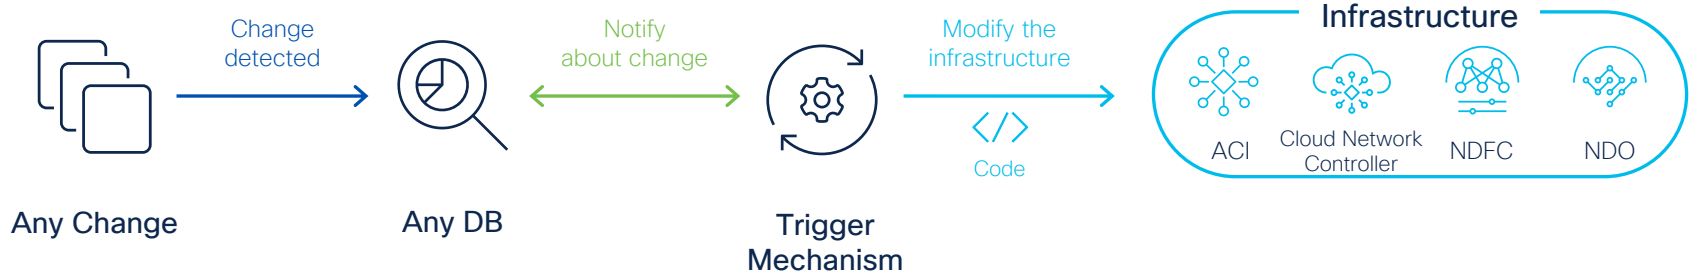 Change
detected
Notify
about change
Modify the
infrastructure
Infrastructure
</>
Code
ACI
Cloud Network
Controller
NDFC
NDO
Any Change
Any DB
Trigger
Mechanism